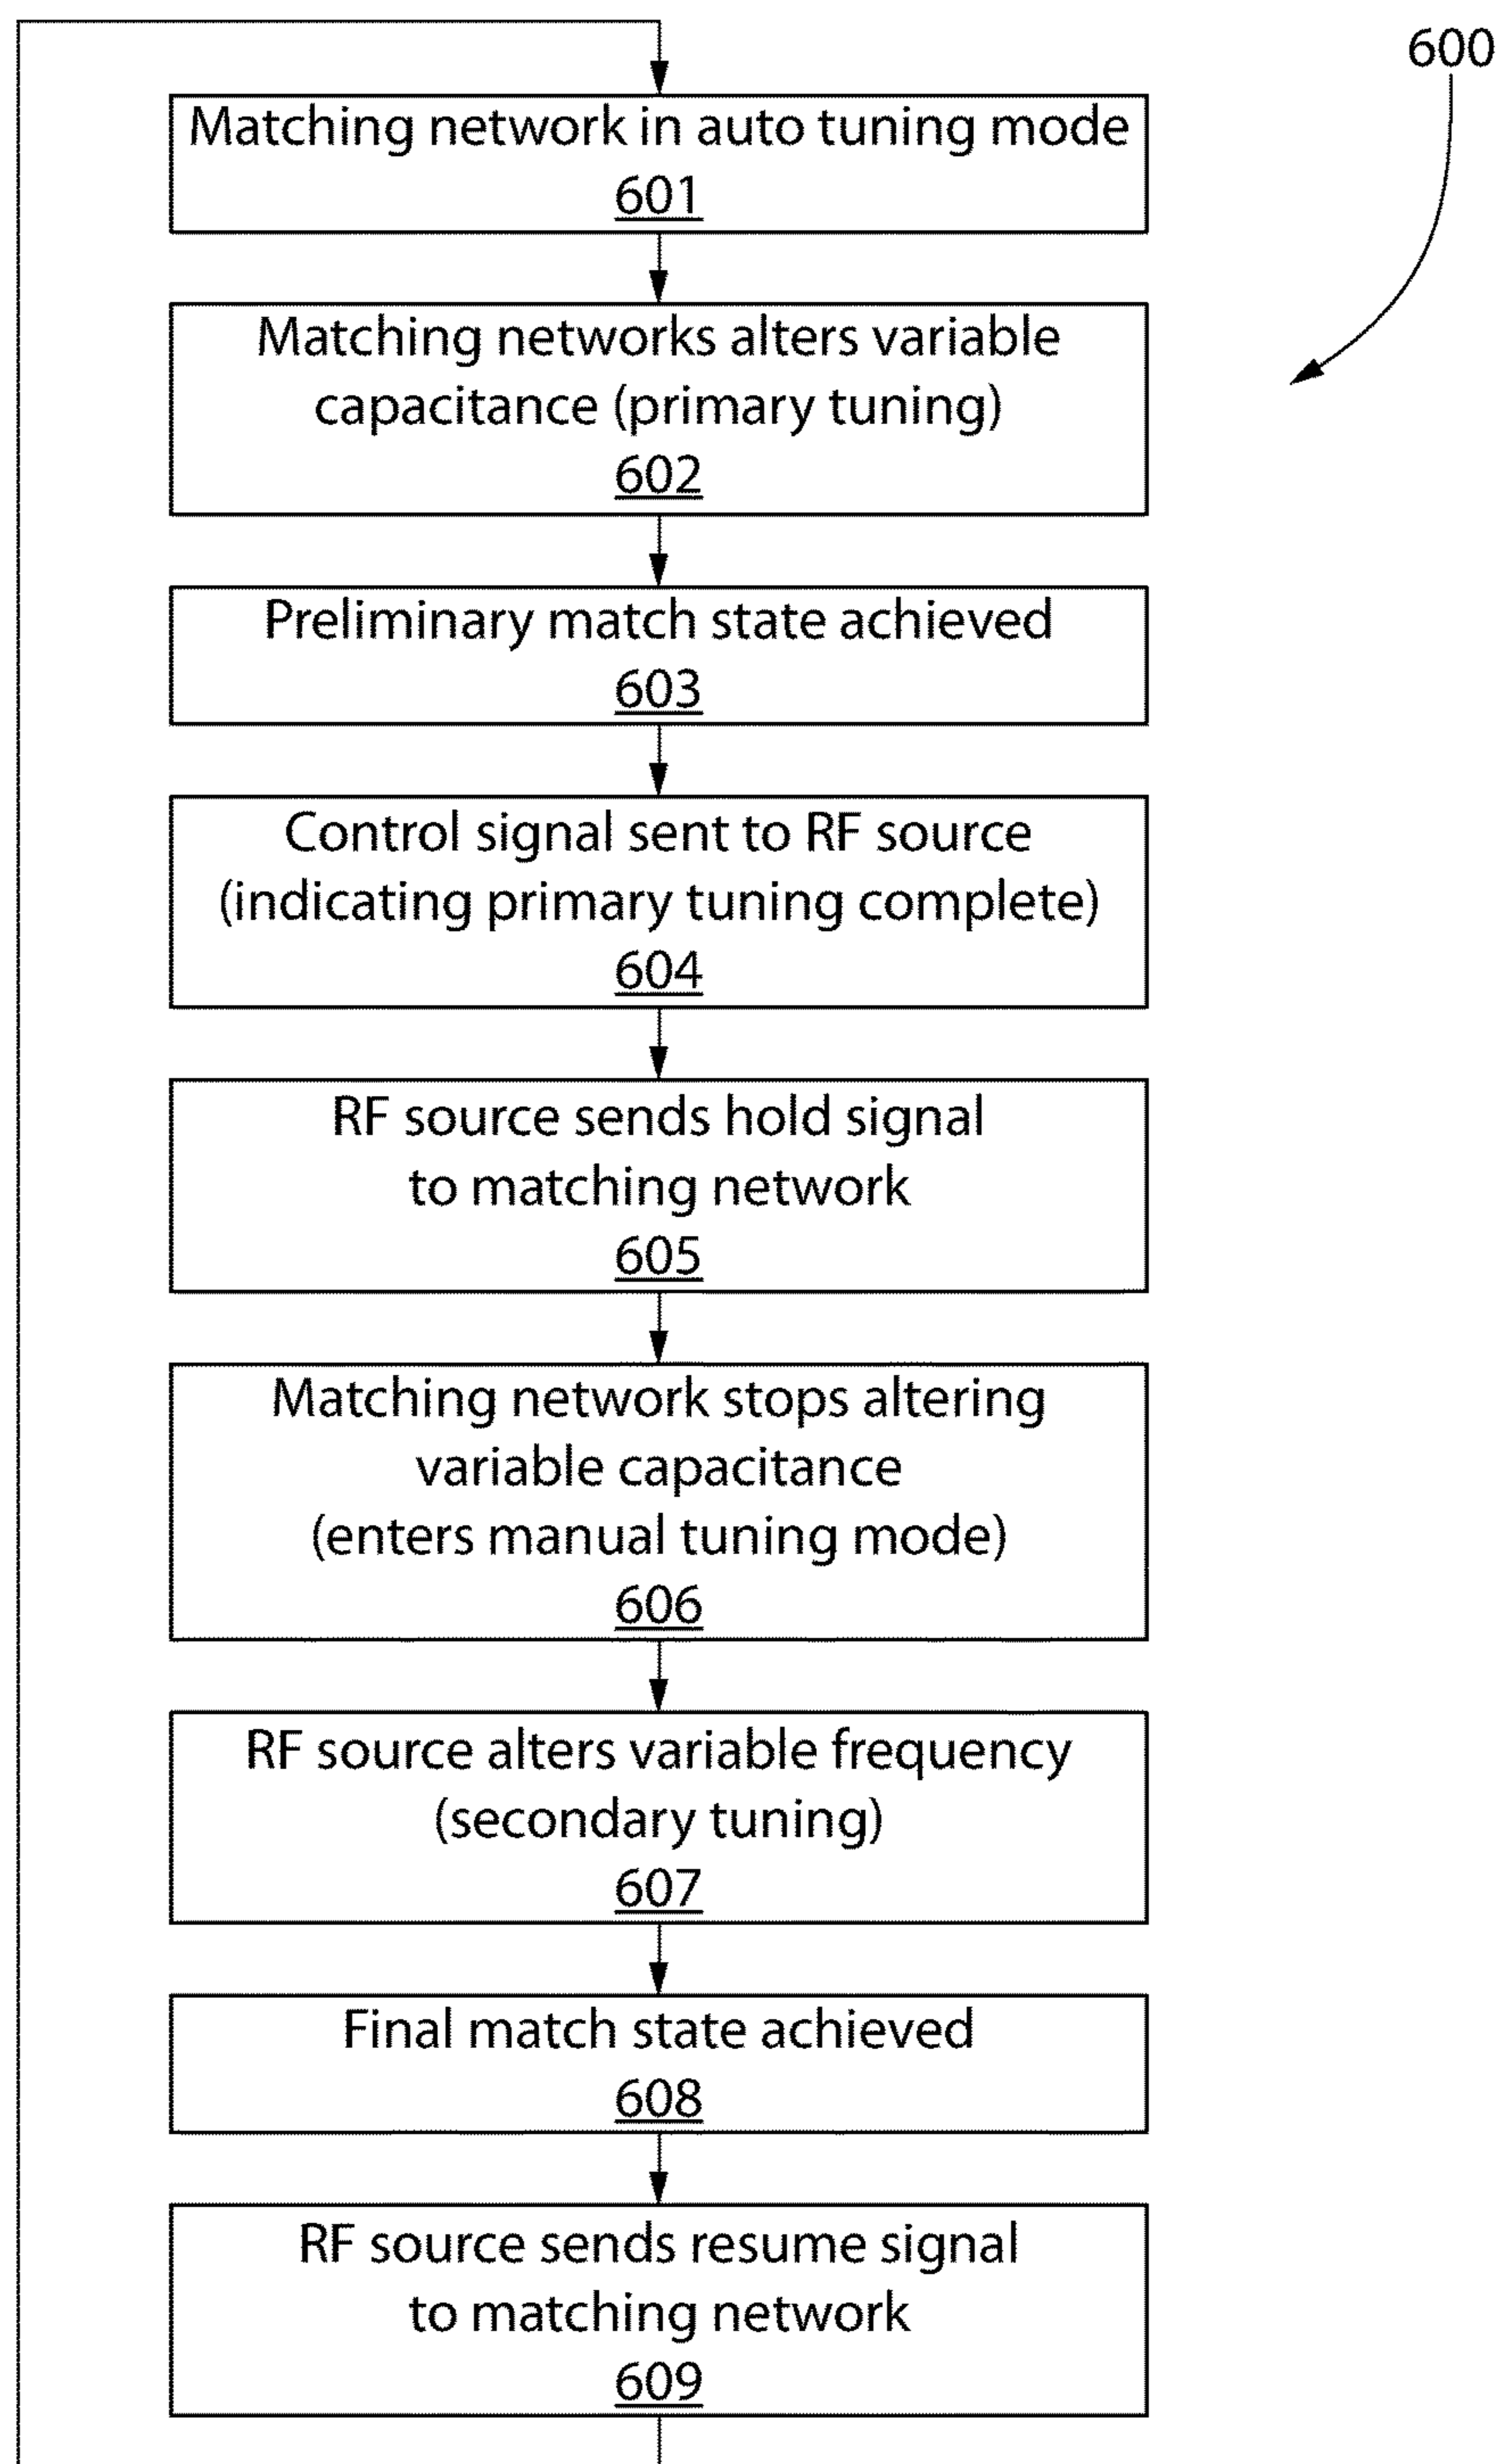 600
Matching network in auto tuning mode
601
Matching networks alters variable
capacitance (primary tuning)
602
Preliminary match state achieved
603
Control signal sent to RF source
(indicating primary tuning complete)
604
RF source sends hold signal
to matching network
605
Matching network stops altering
variable capacitance
(enters manual tuning mode)
606
RF source alters variable frequency
(secondary tuning)
607
Final match state achieved
608
RF source sends resume signal
to matching network
609